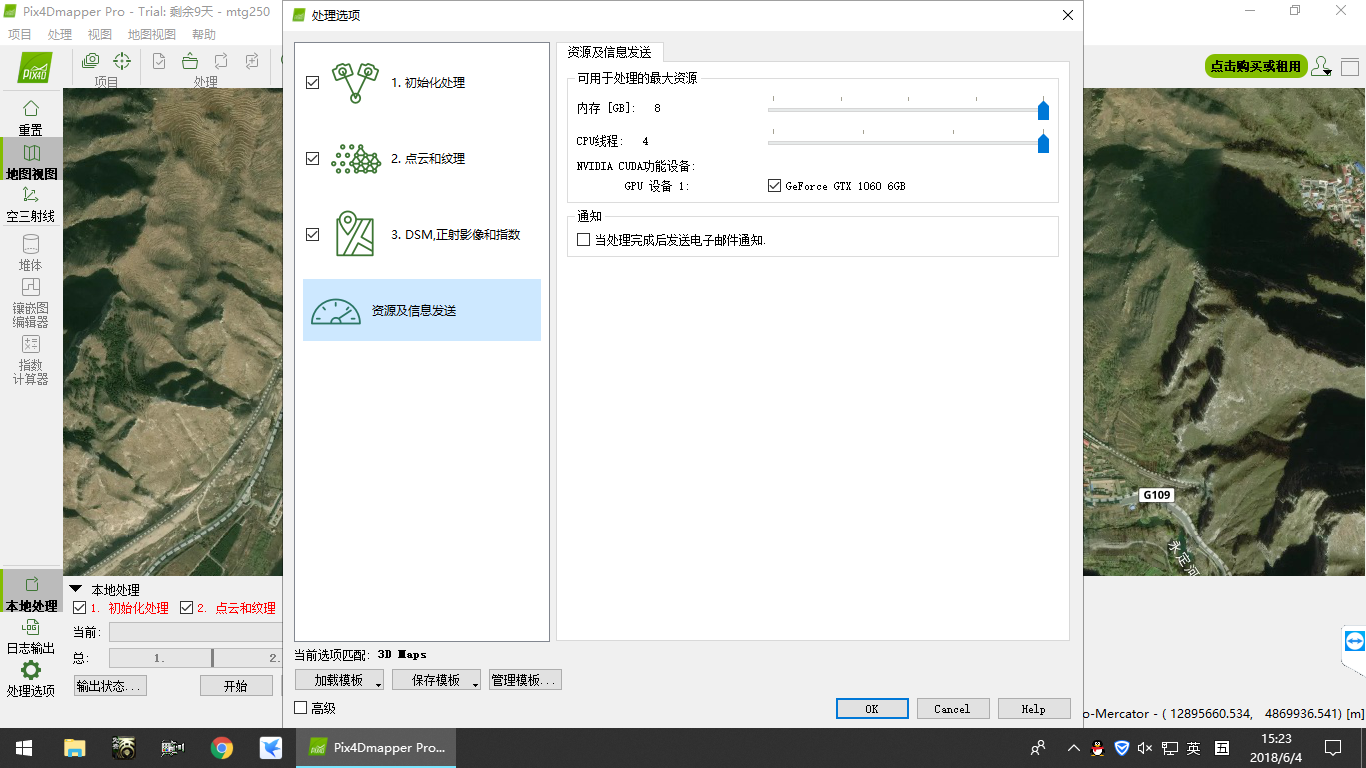 Pix4Dmapper Pro - Trial: 剩余9天 - mtg250
项目 处理 视图 地图视图 帮助
PIX4D
项目 处理
点击购买或租用
重置
地图视图
空三射线
堆体
镶嵌图
编辑器
指数
计算器
本地处理
LOG
日志输出
处理选项
处理选项
1. 初始化处理
2. 点云和纹理
3. DSM,正射影像和指数
资源及信息发送
资源及信息发送
可用于处理的最大资源
内存 [GB]: 8
CPU线程: 4
NVIDIA CUDA功能设备:
GPU 设备 1: GeForce GTX 1060 6GB
通知
当处理完成后发送电子邮件通知.
当前选项匹配: 3D Maps
加载模板 保存模板 管理模板...
高级
OK Cancel Help
G109
永定河
本地处理
1. 初始化处理 2. 点云和纹理
当前:
总: 1. 2.
输出状态... 开始
o-Mercator - ( 12895660.534, 4869936.541) [m]
Pix4Dmapper Pro...
英
五
15:23
2018/6/4